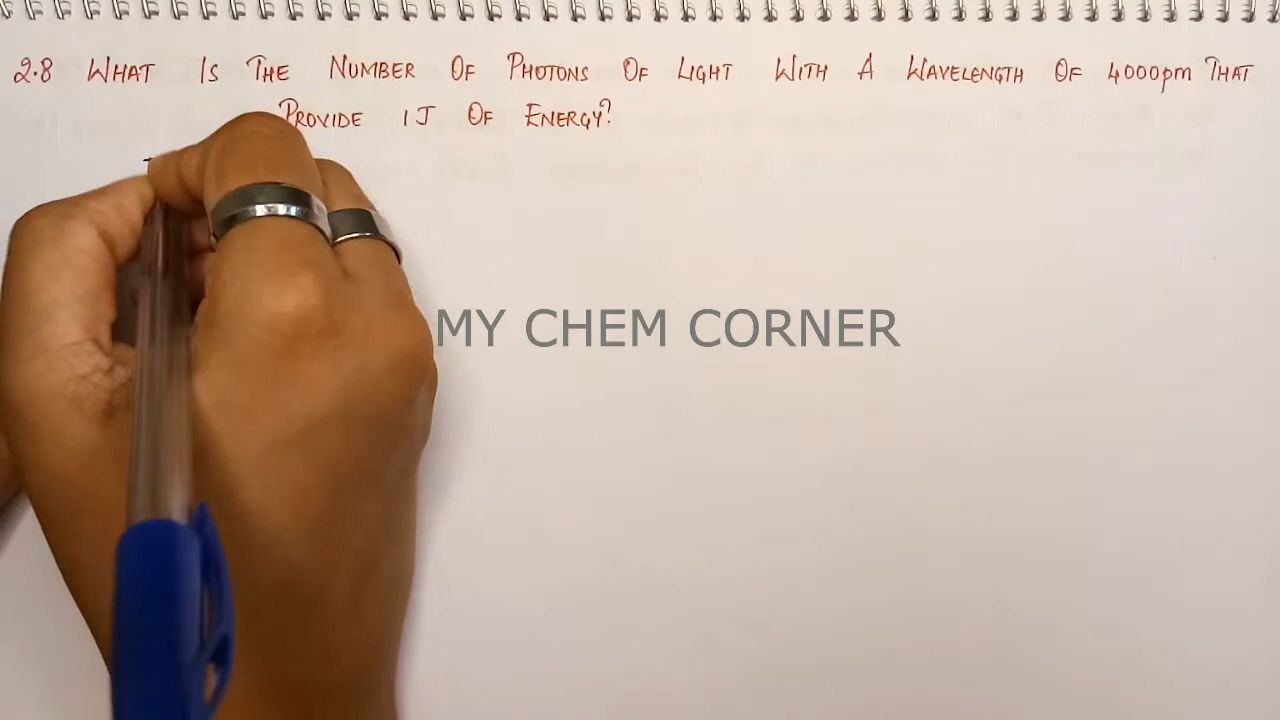 2.8 WHAT IS THE NUMBER OF PHOTONS OF LIGHT WITH A WAVELENGTH OF 4000pm THAT
PROVIDE 1 J OF ENERGY?
MY CHEM CORNER